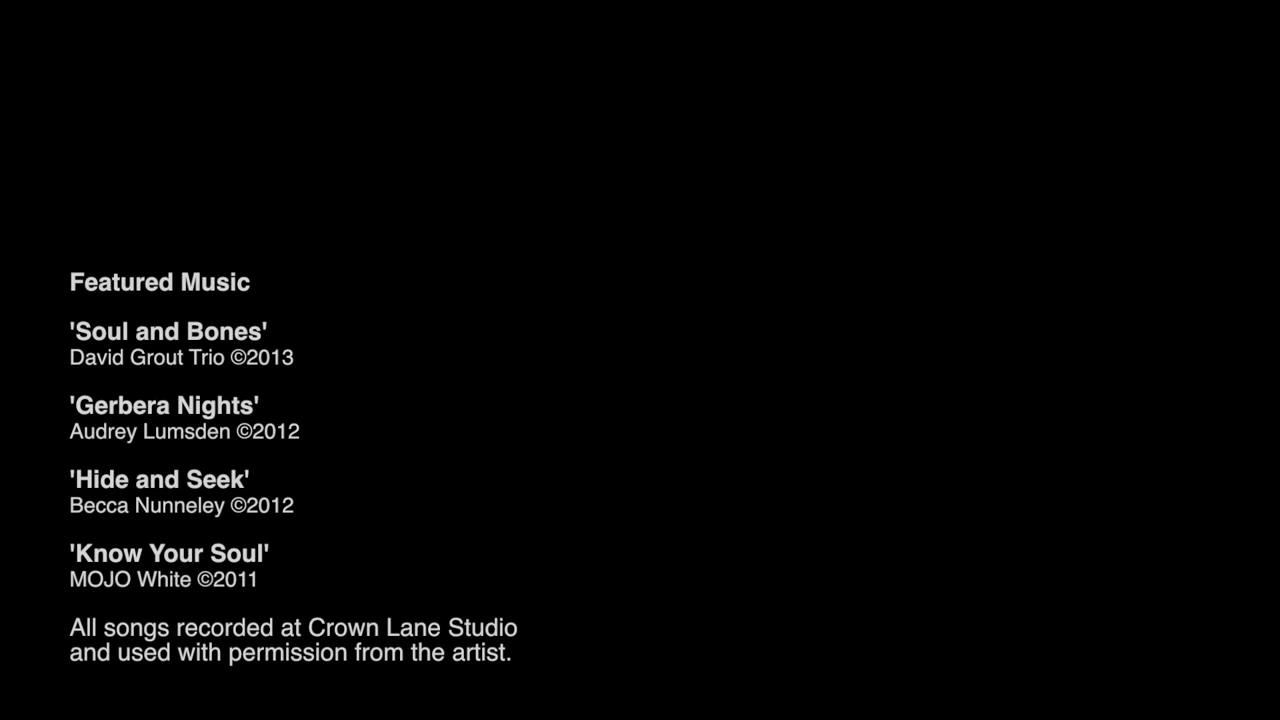 Featured Music
'Soul and Bones'
David Grout Trio ©2013
'Gerbera Nights'
Audrey Lumsden ©2012
'Hide and Seek'
Becca Nunneley ©2012
'Know Your Soul'
MOJO White ©2011
All songs recorded at Crown Lane Studio
and used with permission from the artist.